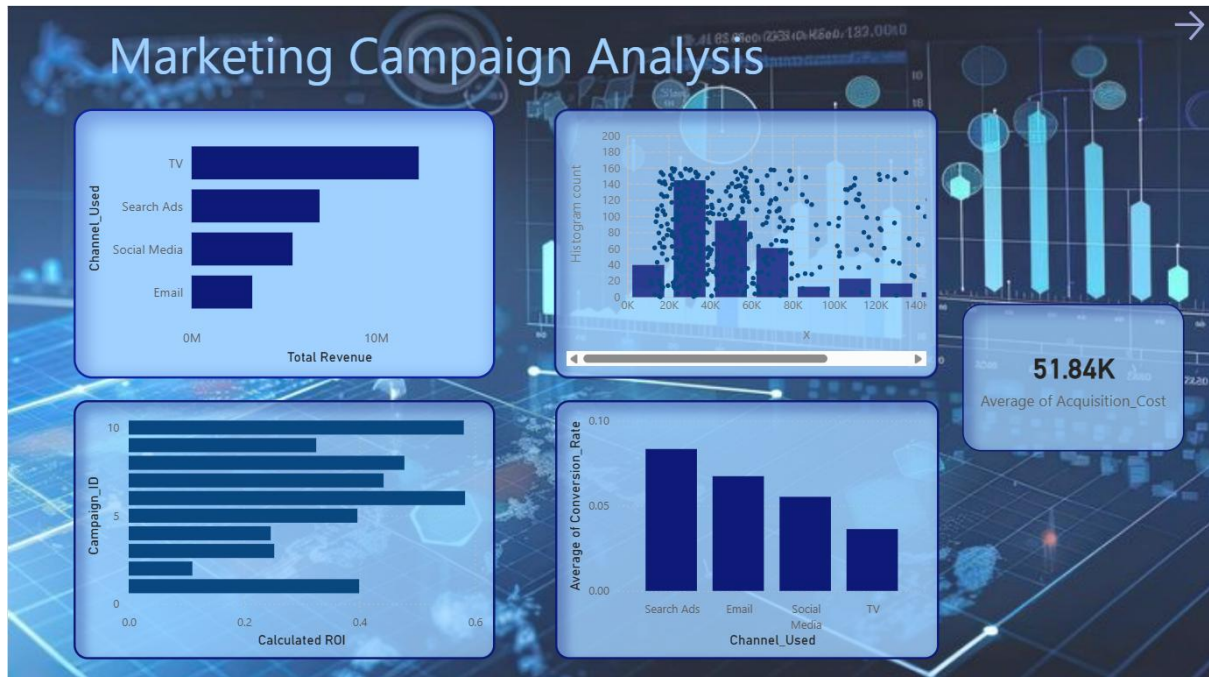 Marketing Campaign Analysis
Channel_Used
TV
Search Ads
Social Media
Email
0M
10M
Total Revenue
Histogram count
200
180
160
140
120
100
80
60
40
20
0
0K
20K
40K
60K
80K
100K
120K
X
51.84K
Average of Acquisition_Cost
Campaign_ID
10
5
0
0.0
0.2
0.4
0.6
Calculated ROI
Average of Conversion_Rate
0.10
0.05
0.00
Search Ads
Email
Social
Media
TV
Channel_Used